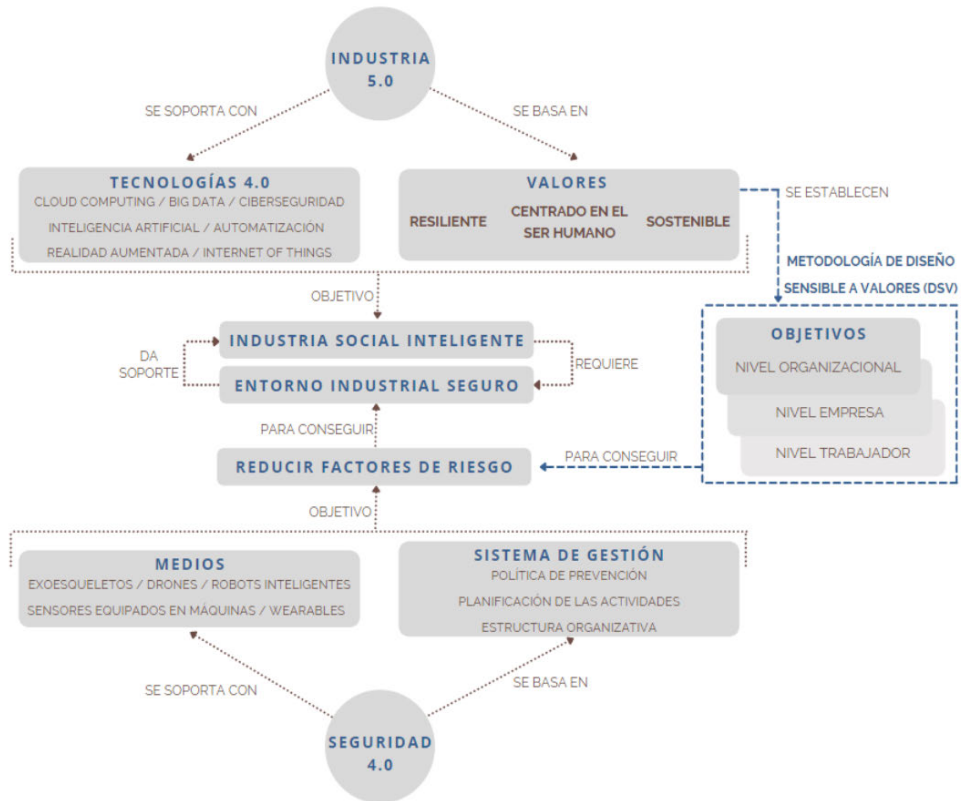 INDUSTRIA
5.0
SE SOPORTA CON
SE BASA EN
TECNOLOGÍAS 4.0
CLOUD COMPUTING / BIG DATA / CIBERSEGURIDAD
INTELIGENCIA ARTIFICIAL / AUTOMATIZACIÓN
REALIDAD AUMENTADA / INTERNET OF THINGS
VALORES
RESILIENTE
CENTRADO EN EL
SER HUMANO
SOSTENIBLE
SE ESTABLECEN
METODOLOGÍA DE DISEÑO
SENSIBLE A VALORES (DSV)
OBJETIVO
INDUSTRIA SOCIAL INTELIGENTE
DA
SOPORTE
REQUIERE
ENTORNO INDUSTRIAL SEGURO
OBJETIVOS
NIVEL ORGANIZACIONAL
NIVEL EMPRESA
NIVEL TRABAJADOR
PARA CONSEGUIR
PARA CONSEGUIR
REDUCIR FACTORES DE RIESGO
OBJETIVO
MEDIOS
EXOESQUELETOS / DRONES / ROBOTS INTELIGENTES
SENSORES EQUIPADOS EN MÁQUINAS / WEARABLES
SISTEMA DE GESTIÓN
POLÍTICA DE PREVENCIÓN
PLANIFICACIÓN DE LAS ACTIVIDADES
ESTRUCTURA ORGANIZATIVA
SE SOPORTA CON
SE BASA EN
SEGURIDAD
4.0